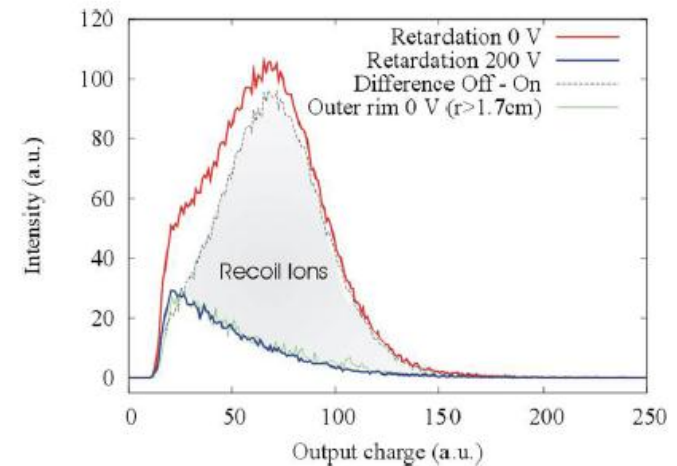 120
100
80
60
40
20
0
Intensity (a.u.)
Retardation 0 V
Retardation 200 V
Difference Off - On
Outer rim 0 V (r>1.7cm)
Recoil Ions
0 50 100 150 200 250
Output charge (a.u.)